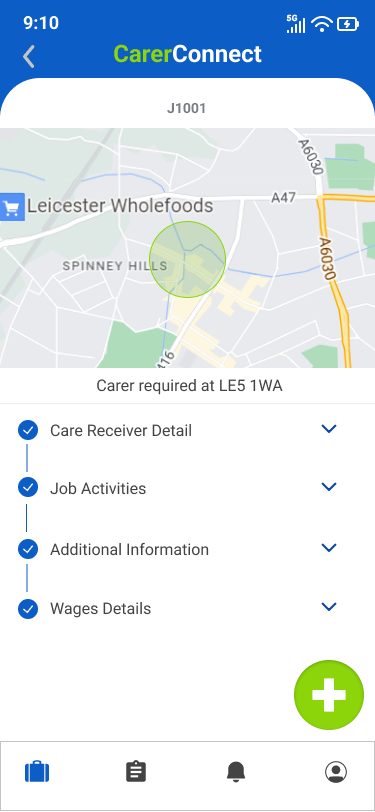 9:10
5G
CarerConnect
J1001
A6030
A47
Leicester Wholefoods
A6030
SPINNEY HILLS
A16
Carer required at LE5 1WA
Care Receiver Detail
Job Activities
Additional Information
Wages Details